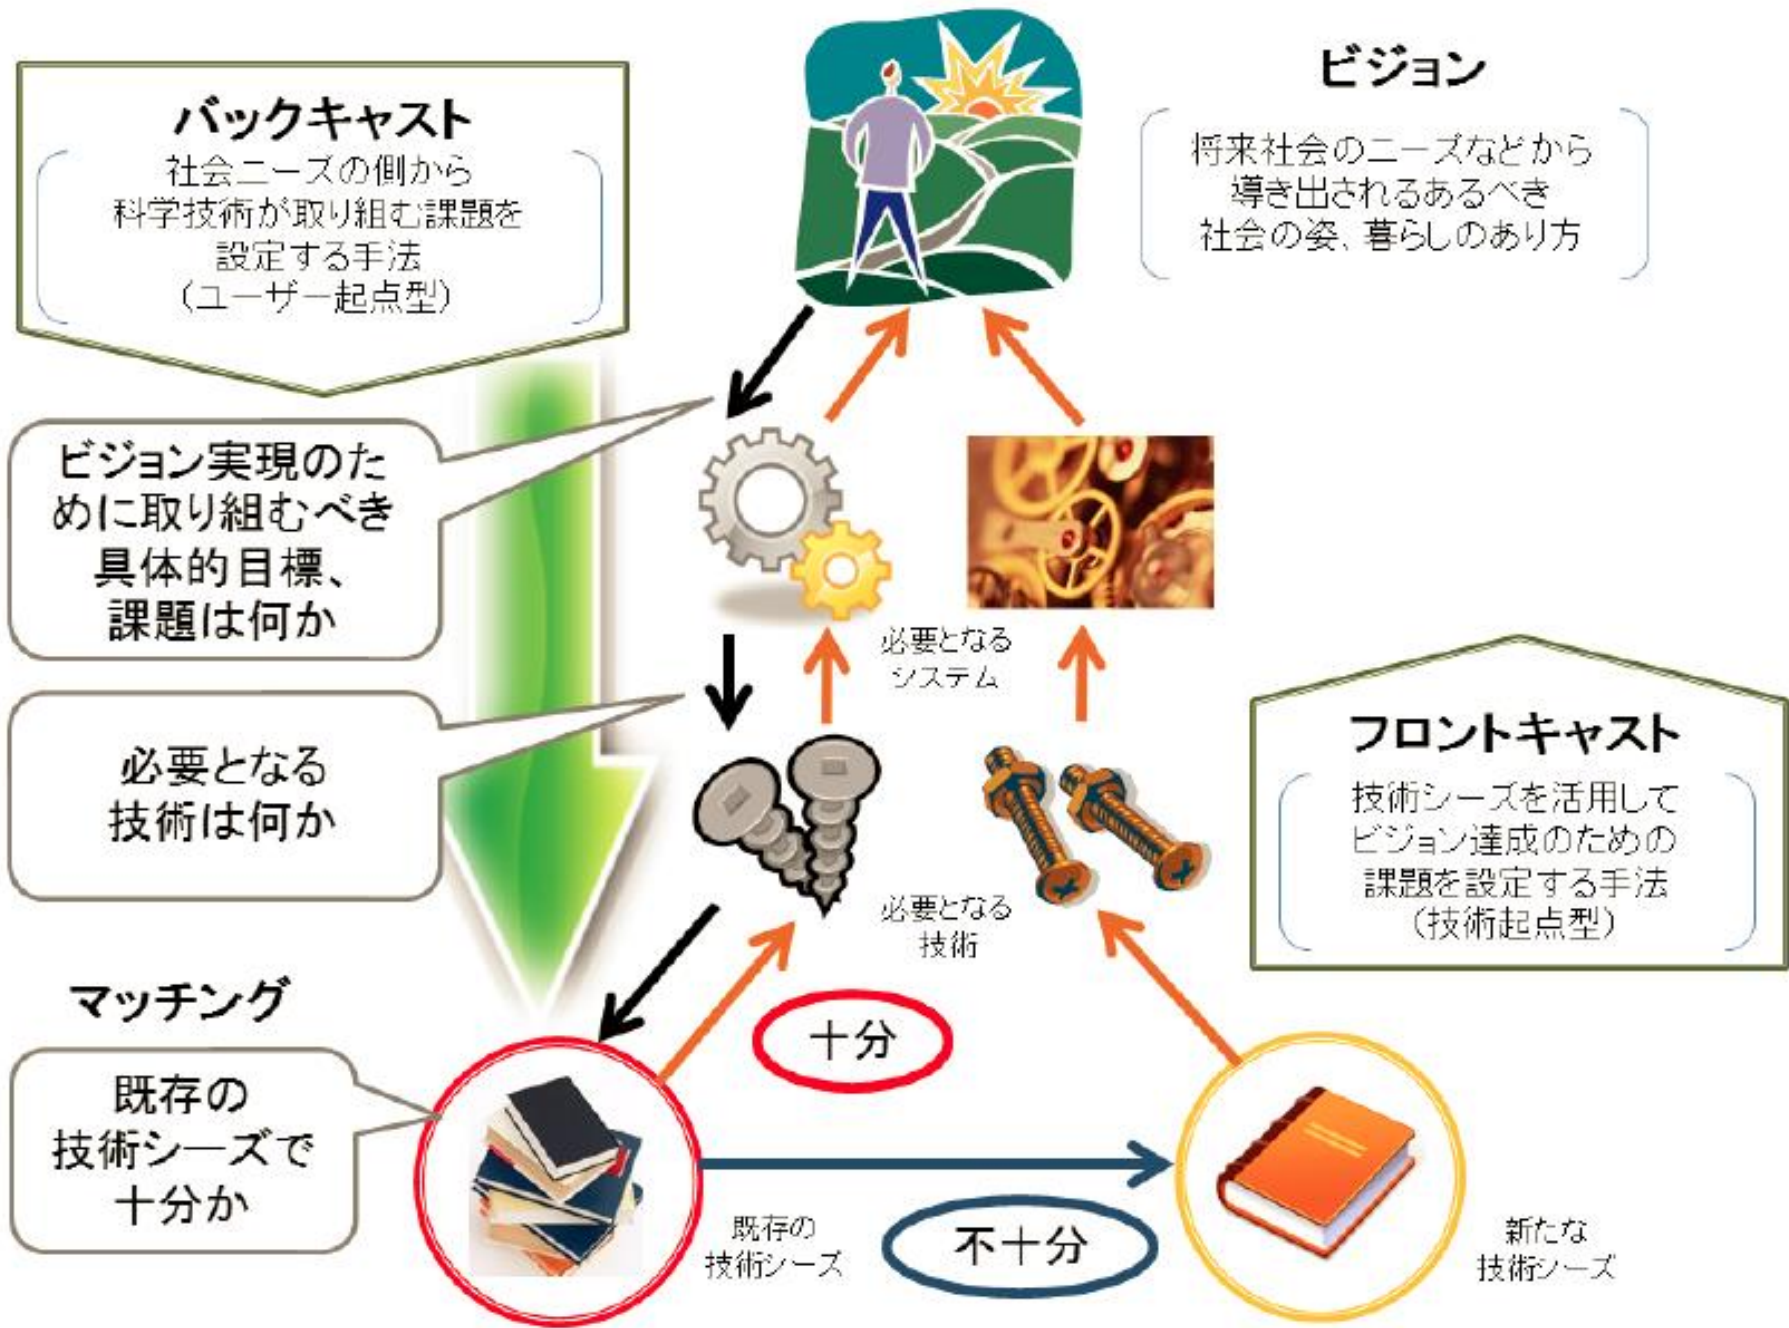 ビジョン
将来社会のニーズなどから
導き出されるあるべき
社会の姿、暮らしのあり方
バックキャスト
社会ニーズの側から
科学技術が取り組む課題を
設定する手法
（ユーザー起点型）
ビジョン実現のた
めに取り組むべき
具体的目標、
課題は何か
必要となる
システム
必要となる
技術は何か
必要となる
技術
フロントキャスト
技術シーズを活用して
ビジョン達成のための
課題を設定する手法
（技術起点型）
マッチング
既存の
技術シーズで
十分か
十分
既存の
技術シーズ
不十分
新たな
技術シーズ